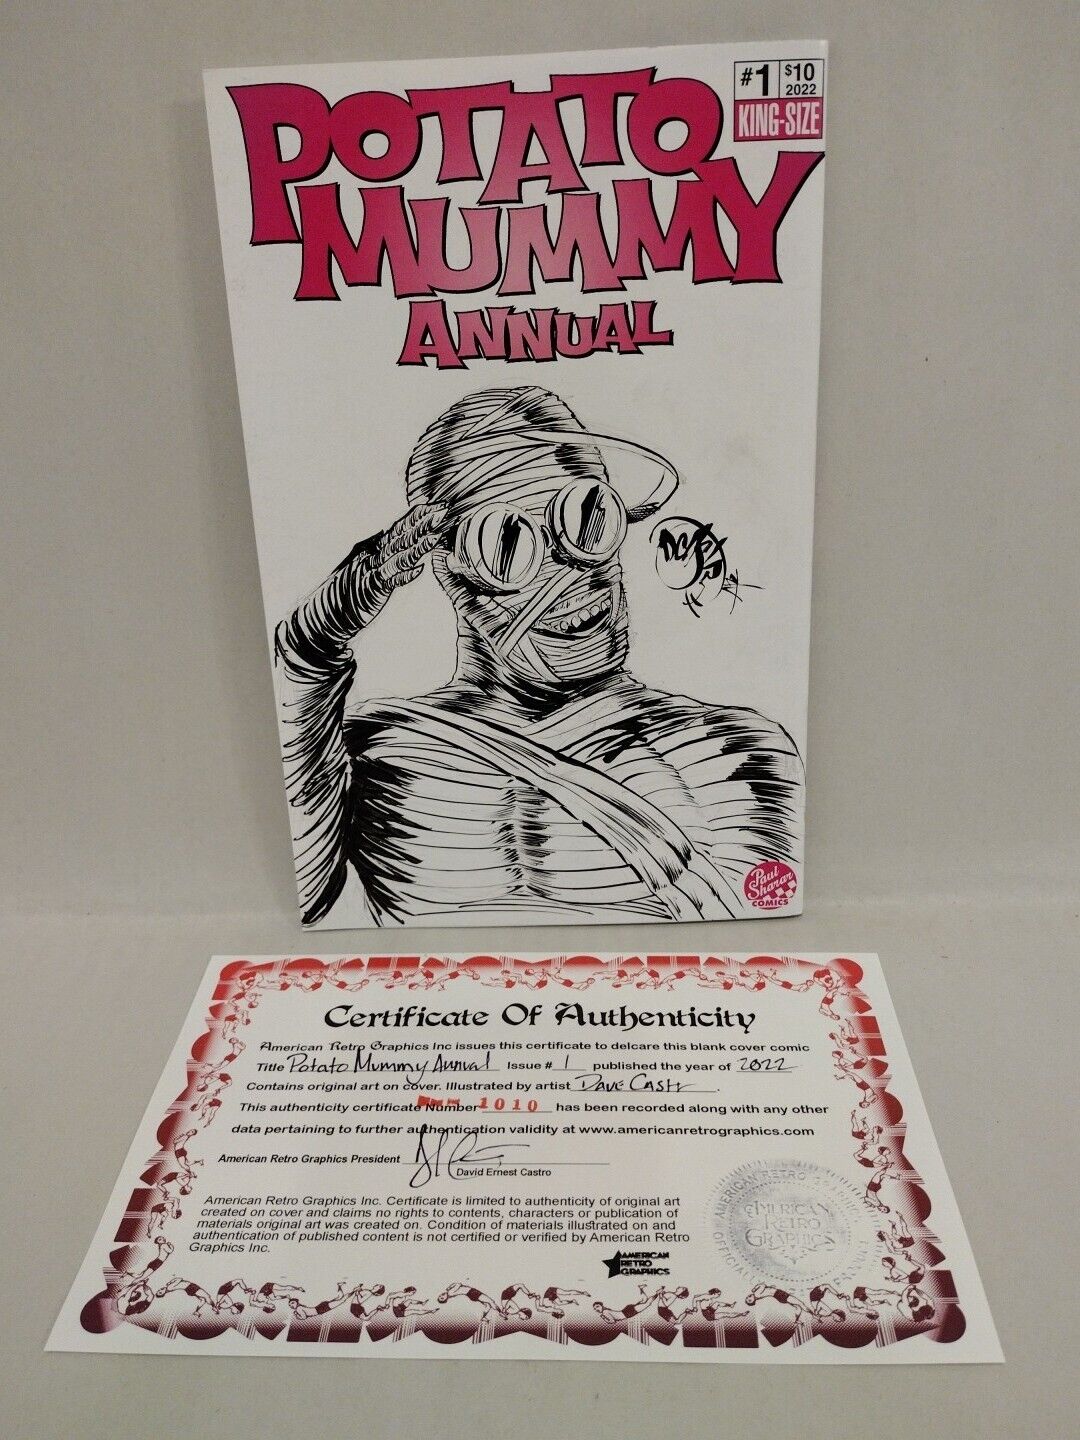 POTATO
MUMMY
ANNUAL
#1
$10
2022
KING-SIZE
Paul
Sharar
COMICS
Certificate Of Authenticity
American Retro Graphics Inc issues this certificate to delcare this blank cover comic
Title Potato Mummy Annual Issue # 1 published the year of 2022
Contains original art on cover. Illustrated by artist Dave Castr.
This authenticity certificate Number 1010 has been recorded along with any other
data pertaining to further authentication validity at www.americanretrographics.com
American Retro Graphics President
David Ernest Castro
American Retro Graphics Inc. Certificate is limited to authenticity of original art
created on cover and claims no rights to contents, characters or publication of
materials original art was created on. Condition of materials illustrated on and
authentication of published content is not certified or verified by American Retro
Graphics Inc.
AMERICAN
RETRO
GRAPHICS
AMERICAN
RETRO
GRAPHICS